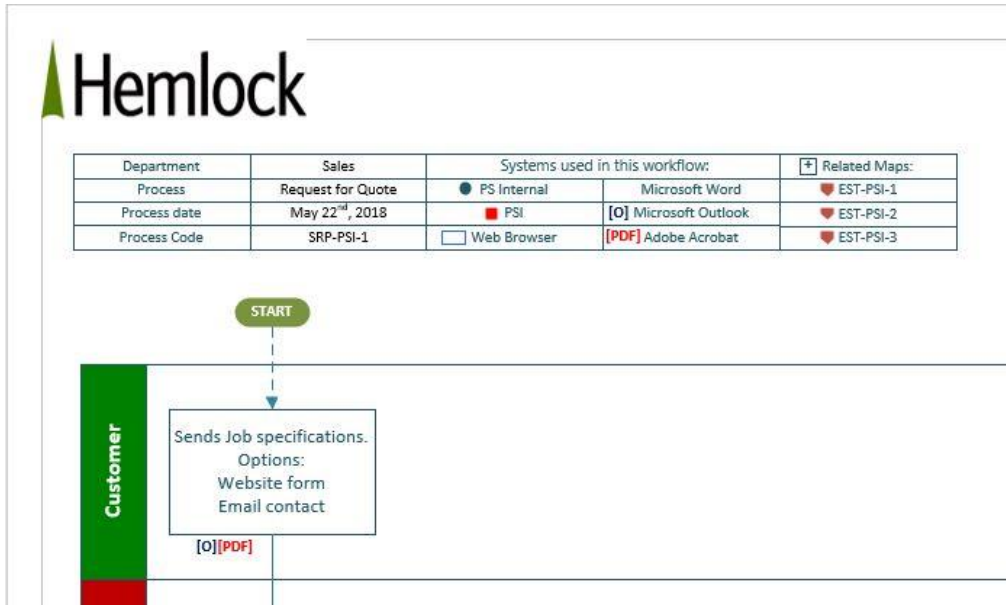 Hemlock
Department Sales Systems used in this workflow: + Related Maps:
Process Request for Quote PS Internal Microsoft Word EST-PSI-1
Process date May 22nd, 2018 PSI [O] Microsoft Outlook EST-PSI-2
Process Code SRP-PSI-1 Web Browser [PDF] Adobe Acrobat EST-PSI-3
START
Customer
Sends Job specifications.
Options:
Website form
Email contact
[O][PDF]